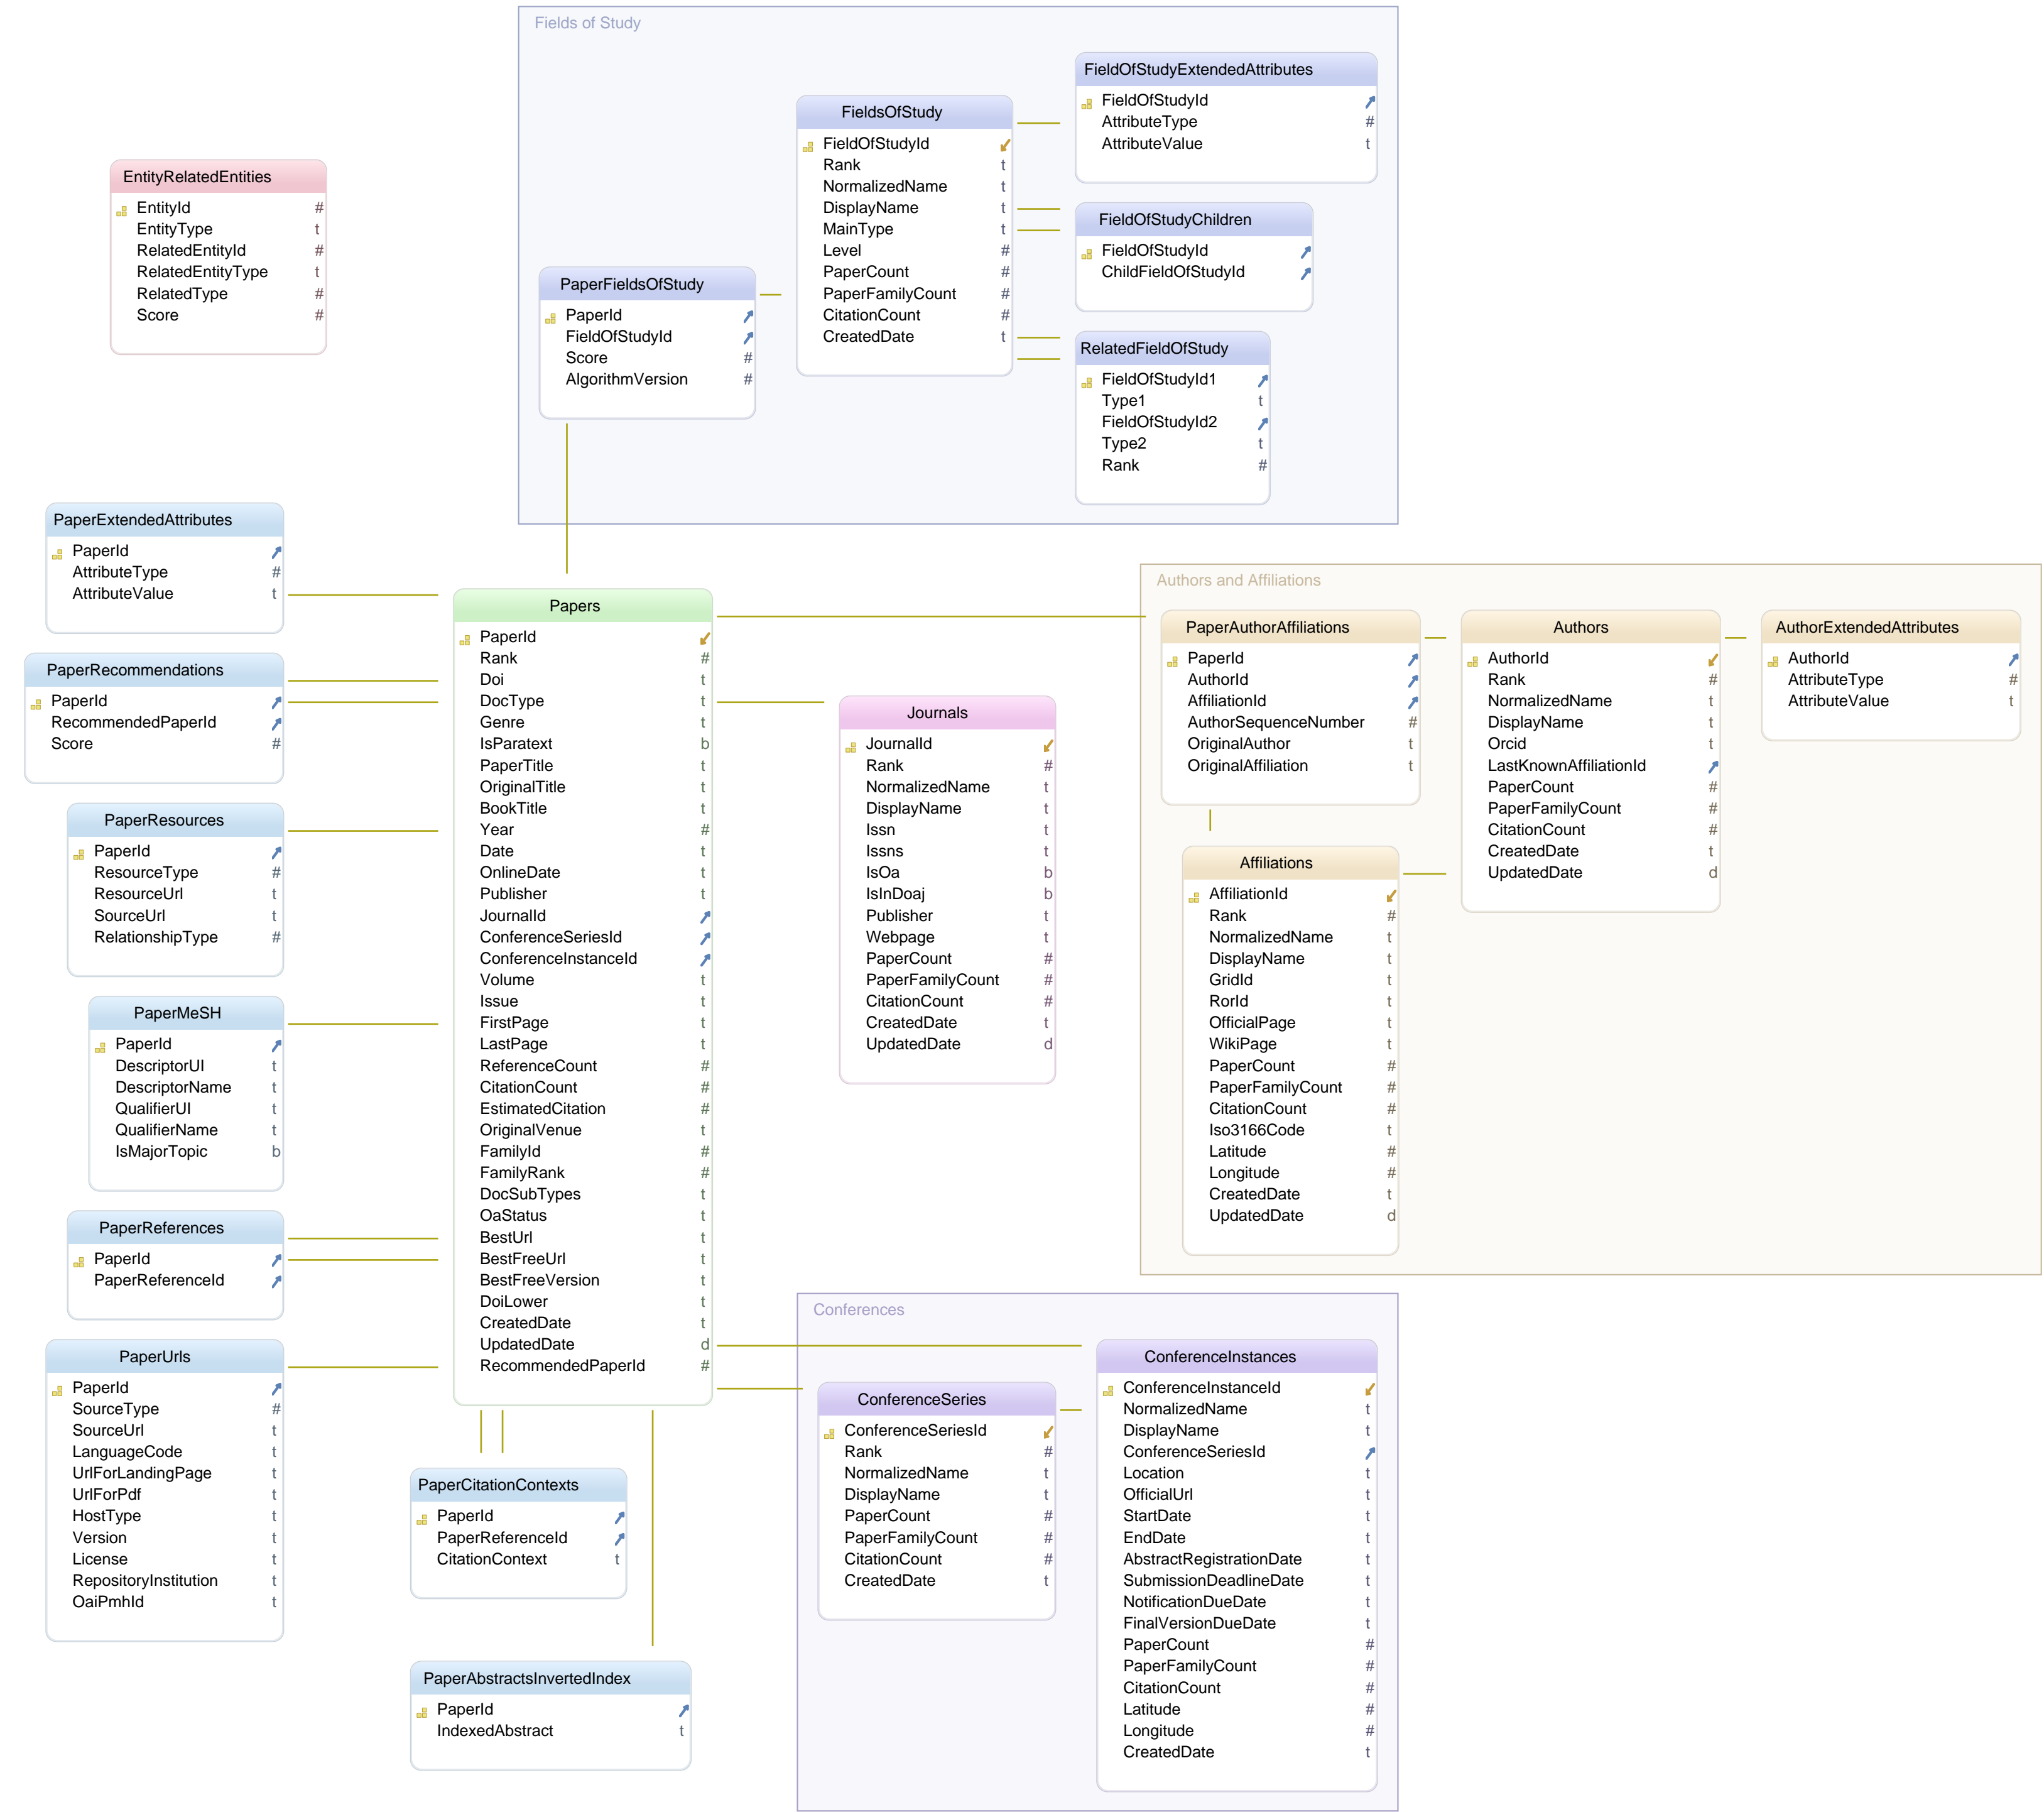 Fields of Study
FieldOfStudyExtendedAttributes
FieldOfStudyId
AttributeType #
AttributeValue t
FieldsOfStudy
FieldOfStudyId
Rank t
NormalizedName t
DisplayName t
MainType t
Level #
PaperCount #
PaperFamilyCount #
CitationCount #
CreatedDate t
FieldOfStudyChildren
FieldOfStudyId
ChildFieldOfStudyId
PaperFieldsOfStudy
PaperId
FieldOfStudyId
Score #
AlgorithmVersion #
RelatedFieldOfStudy
FieldOfStudyId1
Type1 t
FieldOfStudyId2
Type2 t
Rank #
EntityRelatedEntities
EntityId #
EntityType t
RelatedEntityId #
RelatedEntityType t
RelatedType #
Score #
PaperExtendedAttributes
PaperId
AttributeType #
AttributeValue t
PaperRecommendations
PaperId
RecommendedPaperId
Score #
PaperResources
PaperId
ResourceType #
ResourceUrl t
SourceUrl t
RelationshipType #
PaperMeSH
PaperId
DescriptorUI t
DescriptorName t
QualifierUI t
QualifierName t
IsMajorTopic b
PaperReferences
PaperId
PaperReferenceId
PaperUrls
PaperId
SourceType #
SourceUrl t
LanguageCode t
UrlForLandingPage t
UrlForPdf t
HostType t
Version t
License t
RepositoryInstitution t
OaiPmhId t
Papers
PaperId
Rank #
Doi t
DocType t
Genre t
IsParatext b
PaperTitle t
OriginalTitle t
BookTitle t
Year #
Date t
OnlineDate t
Publisher t
JournalId
ConferenceSeriesId
ConferenceInstanceId
Volume t
Issue t
FirstPage t
LastPage t
ReferenceCount #
CitationCount #
EstimatedCitation #
OriginalVenue t
FamilyId #
FamilyRank #
DocSubTypes t
OaStatus t
BestUrl t
BestFreeUrl t
BestFreeVersion t
DoiLower t
CreatedDate t
UpdatedDate d
RecommendedPaperId #
PaperCitationContexts
PaperId
PaperReferenceId
CitationContext t
PaperAbstractsInvertedIndex
PaperId
IndexedAbstract t
Journals
JournalId
Rank #
NormalizedName t
DisplayName t
Issn t
Issns t
IsOa b
IsInDoaj b
Publisher t
Webpage t
PaperCount #
PaperFamilyCount #
CitationCount #
CreatedDate t
UpdatedDate d
Authors and Affiliations
PaperAuthorAffiliations
PaperId
AuthorId
AffiliationId
AuthorSequenceNumber #
OriginalAuthor t
OriginalAffiliation t
Authors
AuthorId
Rank #
NormalizedName t
DisplayName t
Orcid t
LastKnownAffiliationId
PaperCount #
PaperFamilyCount #
CitationCount #
CreatedDate t
UpdatedDate d
AuthorExtendedAttributes
AuthorId
AttributeType #
AttributeValue t
Affiliations
AffiliationId
Rank #
NormalizedName t
DisplayName t
GridId t
RorId t
OfficialPage t
WikiPage t
PaperCount #
PaperFamilyCount #
CitationCount #
Iso3166Code t
Latitude #
Longitude #
CreatedDate t
UpdatedDate d
Conferences
ConferenceSeries
ConferenceSeriesId
Rank #
NormalizedName t
DisplayName t
PaperCount #
PaperFamilyCount #
CitationCount #
CreatedDate t
ConferenceInstances
ConferenceInstanceId
NormalizedName t
DisplayName t
ConferenceSeriesId
Location t
OfficialUrl t
StartDate t
EndDate t
AbstractRegistrationDate t
SubmissionDeadlineDate t
NotificationDueDate t
FinalVersionDueDate t
PaperCount #
PaperFamilyCount #
CitationCount #
Latitude #
Longitude #
CreatedDate t